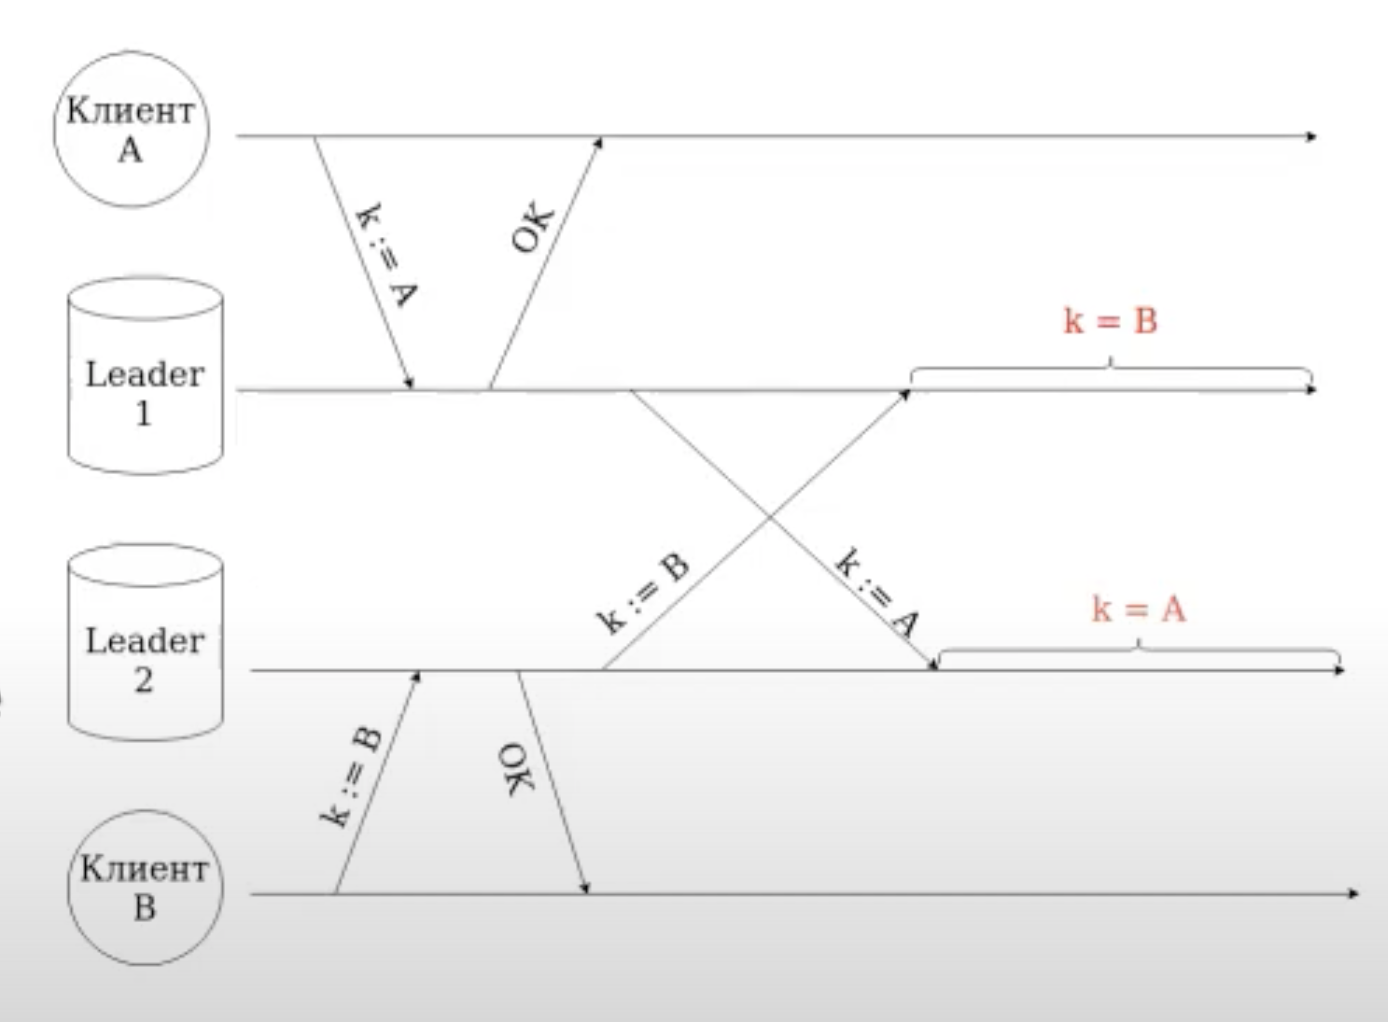 Клиент
A
k := A
OK
k = B
Leader
1
k := B
k := A
k = A
Leader
2
k := B
OK
Клиент
B